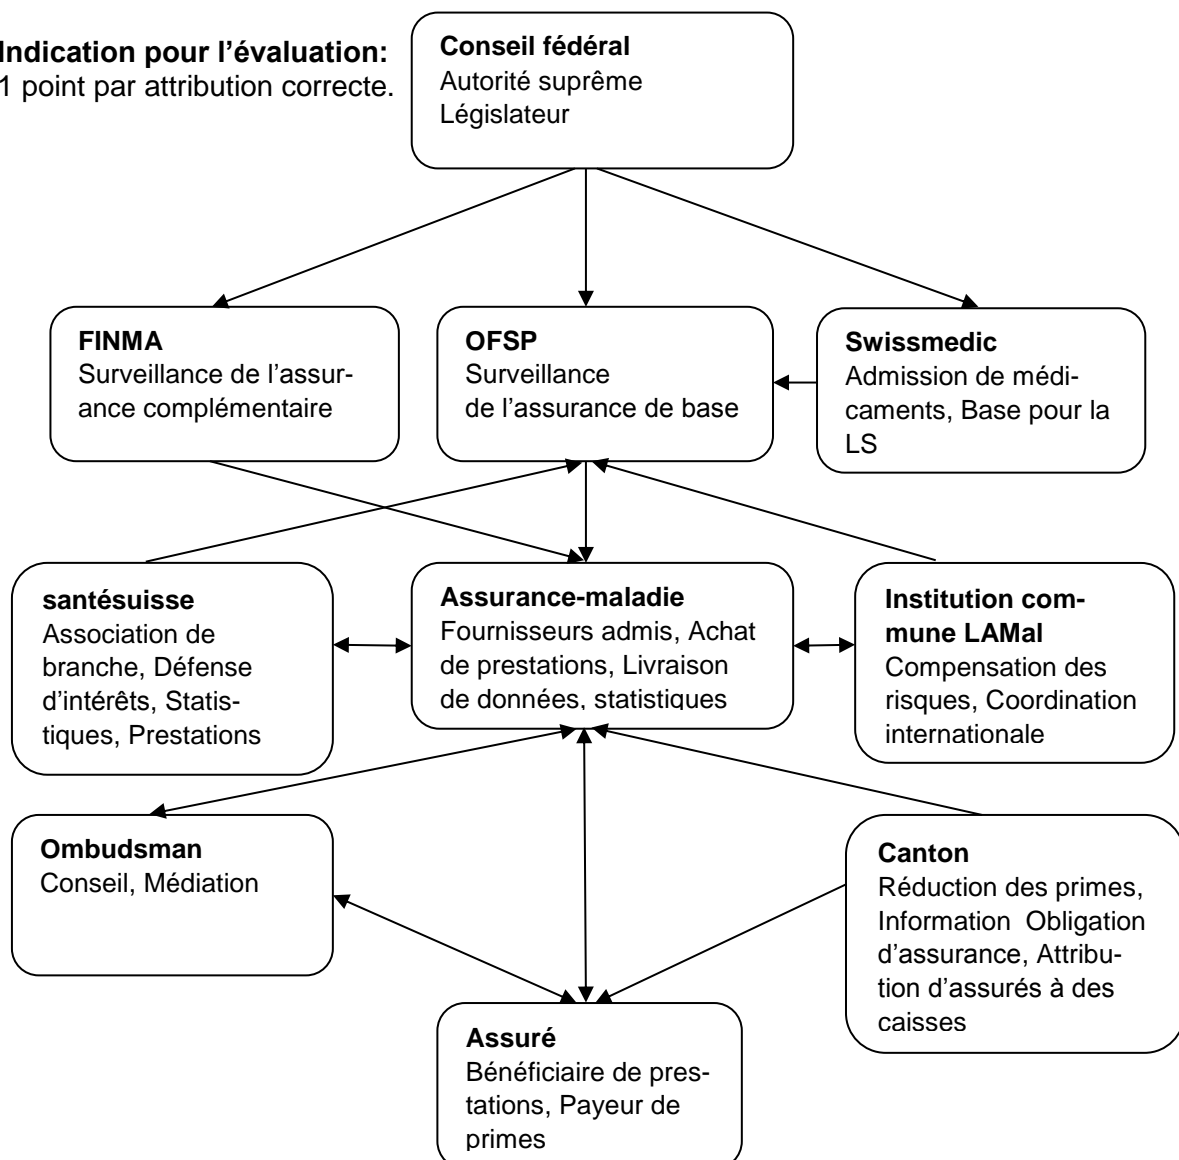 Indication pour l’évaluation:
1 point par attribution correcte.
Conseil fédéral
Autorité suprême
Législateur
FINMA
Surveillance de l’assur-
ance complémentaire
OFSP
Surveillance
de l’assurance de base
Swissmedic
Admission de médi-
caments, Base pour la
LS
santésuisse
Association de
branche, Défense
d’intérêts, Statis-
tiques, Prestations
Assurance-maladie
Fournisseurs admis, Achat
de prestations, Livraison
de données, statistiques
Institution com-
mune LAMal
Compensation des
risques, Coordination
internationale
Ombudsman
Conseil, Médiation
Canton
Réduction des primes,
Information  Obligation
d’assurance, Attribu-
tion d’assurés à des
caisses
Assuré
Bénéficiaire de pres-
tations, Payeur de
primes